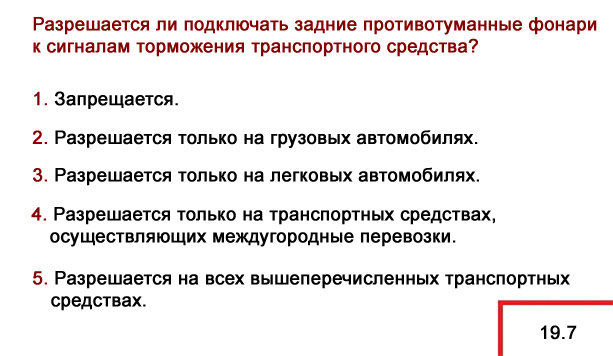 Разрешается ли подключать задние противотуманные фонари
к сигналам торможения транспортного средства?
1. Запрещается.
2. Разрешается только на грузовых автомобилях.
3. Разрешается только на легковых автомобилях.
4. Разрешается только на транспортных средствах,
осуществляющих междугородные перевозки.
5. Разрешается на всех вышеперечисленных транспортных
средствах.
19.7